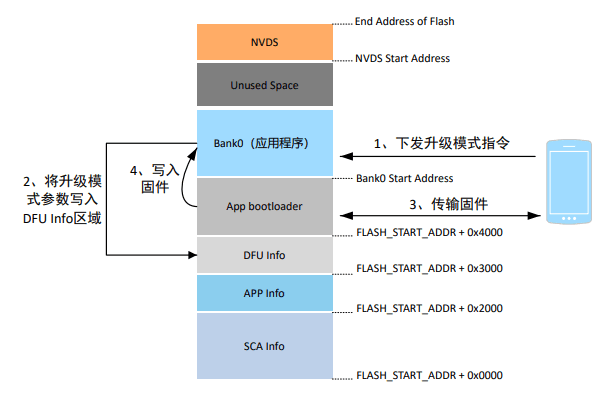 End Address of Flash
NVDS
NVDS Start Address
Unused Space
Bank0（应用程序）
1、下发升级模式指令
4、写入
固件
2、将升级模
式参数写入
DFU Info区域
Bank0 Start Address
App bootloader
3、传输固件
FLASH_START_ADDR + 0x4000
DFU Info
FLASH_START_ADDR + 0x3000
APP Info
FLASH_START_ADDR + 0x2000
SCA Info
FLASH_START_ADDR + 0x0000